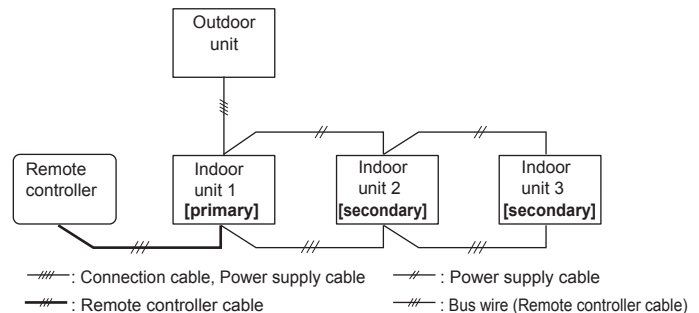 Outdoor
unit
Remote
controller
Indoor
unit 1
[primary]
Indoor
unit 2
[secondary]
Indoor
unit 3
[secondary]
: Connection cable, Power supply cable
: Power supply cable
: Remote controller cable
: Bus wire (Remote controller cable)